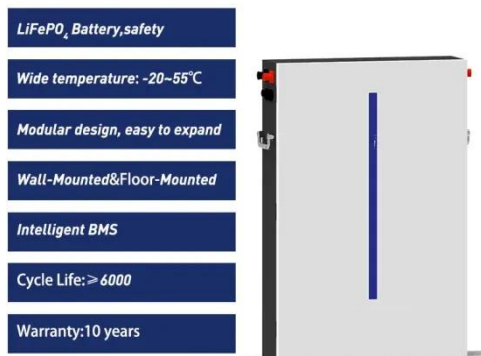 LiFePO₄ Battery,safety
Wide temperature: -20~55℃
Modular design, easy to expand
Wall-Mounted&Floor-Mounted
Intelligent BMS
Cycle Life:≥6000
Warranty:10 years